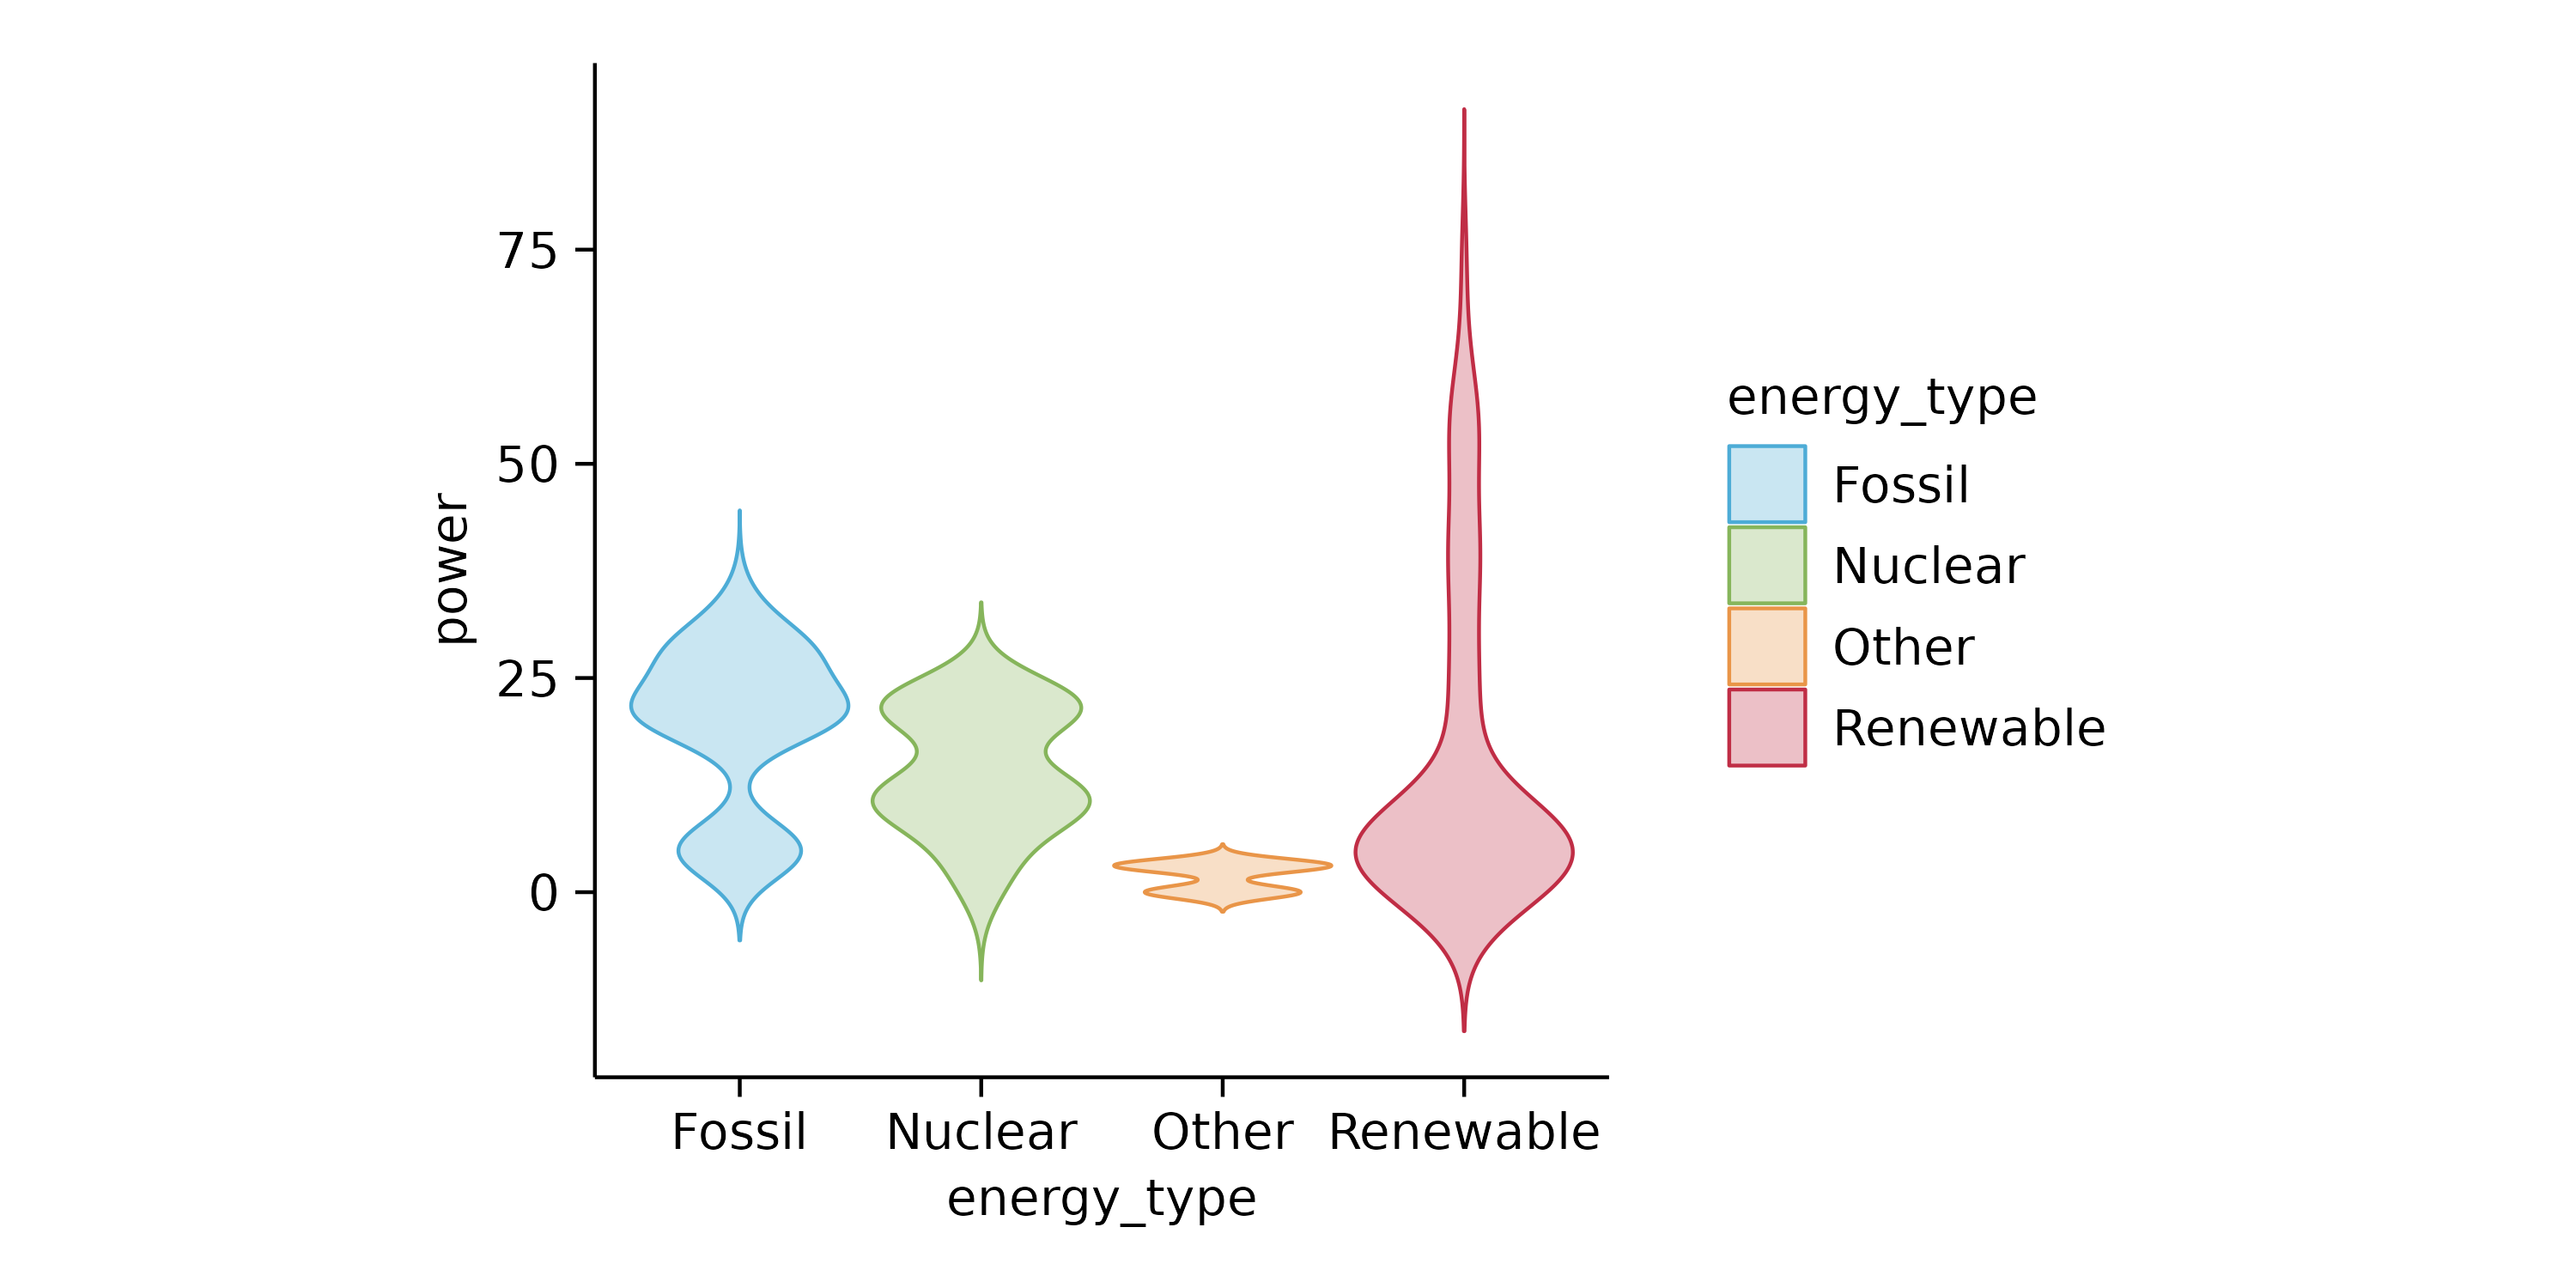 power
75
50
25
0
Fossil Nuclear Other Renewable
energy_type
energy_type
Fossil
Nuclear
Other
Renewable